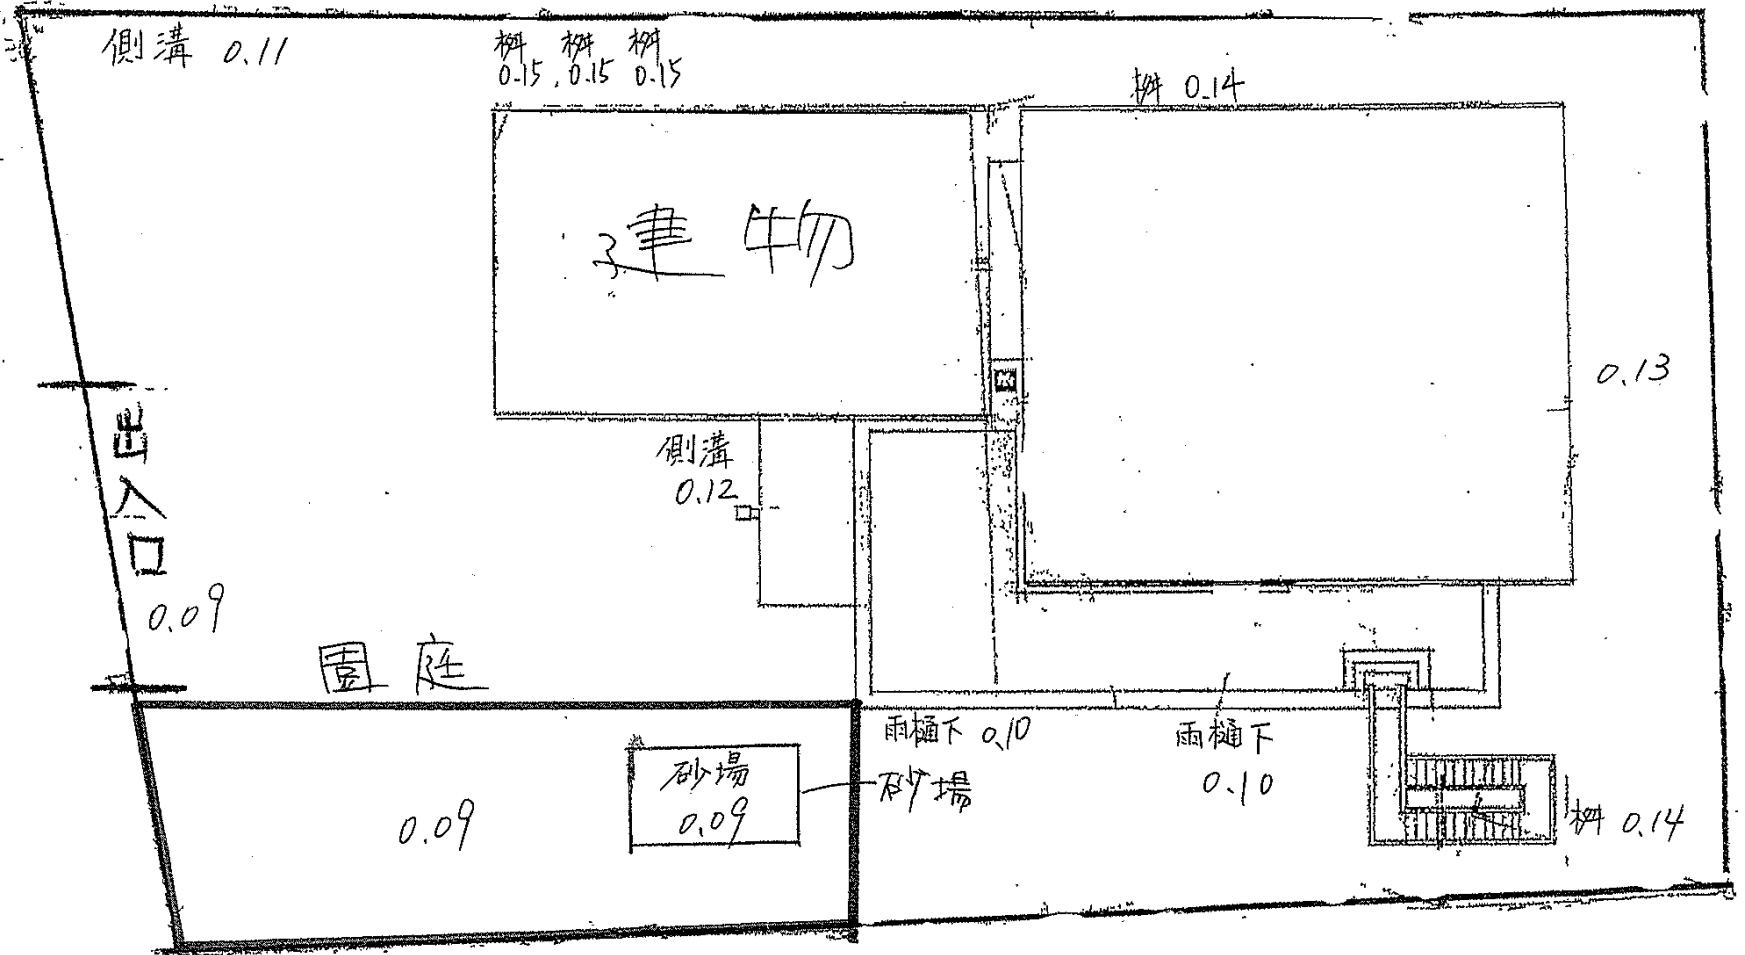 側溝 0.11
桝 桝 桝
0.15, 0.15 0.15
桝 0.14
建物
0.13
出入口
側溝
0.12
0.09
園庭
雨樋下 0.10
雨樋下
0.10
砂場
0.09
砂場
0.09
桝 0.14